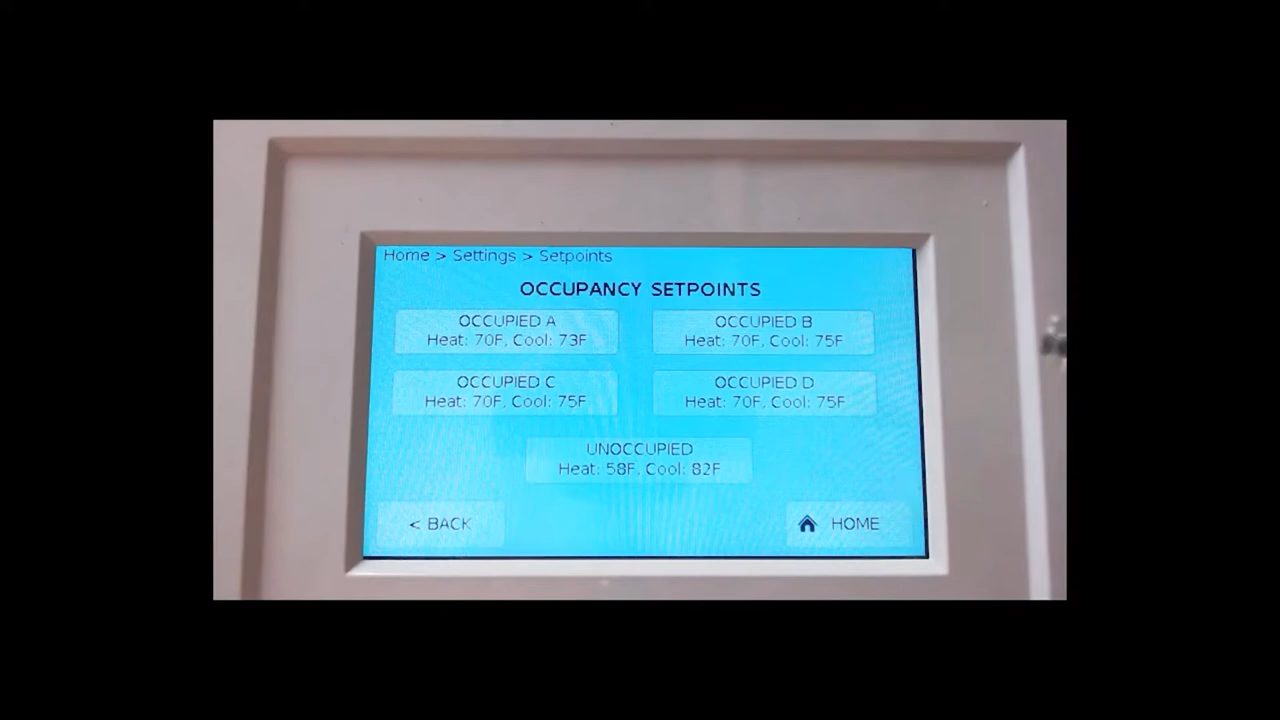 Home > Settings > Setpoints
OCCUPANCY SETPOINTS
OCCUPIED A
Heat: 70F, Cool: 73F
OCCUPIED B
Heat: 70F, Cool: 75F
OCCUPIED C
Heat: 70F, Cool: 75F
OCCUPIED D
Heat: 70F, Cool: 75F
UNOCCUPIED
Heat: 58F, Cool: 82F
< BACK
HOME